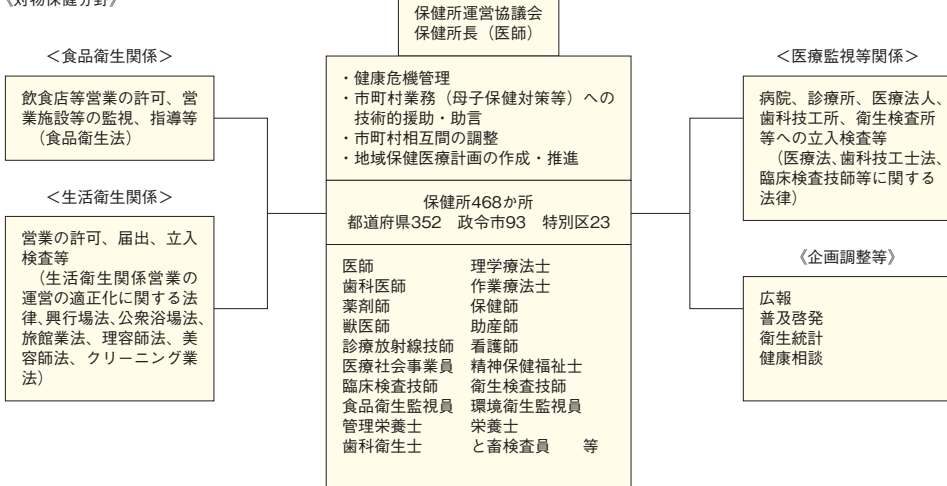 《対物保健分野》
保健所運営協議会
保健所長（医師）
＜食品衛生関係＞
飲食店等営業の許可、営
業施設等の監視、指導等
（食品衛生法）
＜生活衛生関係＞
営業の許可、届出、立入
検査等
（生活衛生関係営業の
運営の適正化に関する法
律、興行場法、公衆浴場法、
旅館業法、理容師法、美
容師法、クリーニング業
法）
・健康危機管理
・市町村業務（母子保健対策等）への
技術的援助・助言
・市町村相互間の調整
・地域保健医療計画の作成・推進
保健所468か所
都道府県352　政令市93　特別区23
医師　理学療法士
歯科医師　作業療法士
薬剤師　保健師
獣医師　助産師
診療放射線技師　看護師
医療社会事業員　精神保健福祉士
臨床検査技師　衛生検査技師
食品衛生監視員　環境衛生監視員
管理栄養士　栄養士
歯科衛生士　と畜検査員　等
＜医療監視等関係＞
病院、診療所、医療法人、
歯科技工所、衛生検査所
等への立入検査等
（医療法、歯科技工士法、
臨床検査技師等に関する
法律）
《企画調整等》
広報
普及啓発
衛生統計
健康相談